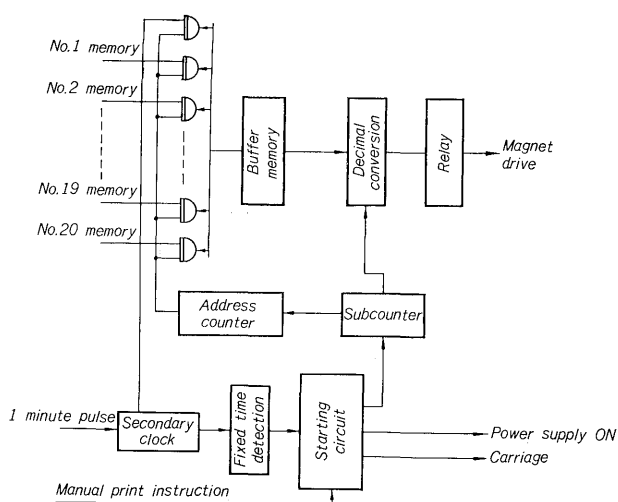 No.1 memory
No.2 memory
No.19 memory
No.20 memory
Buffer
memory
Decimal
conversion
Relay
Magnet
drive
Address
counter
Subcounter
1 minute pulse
Secondary
clock
Fixed time
detection
Starting
circuit
Power supply ON
Carriage
Manual print instruction